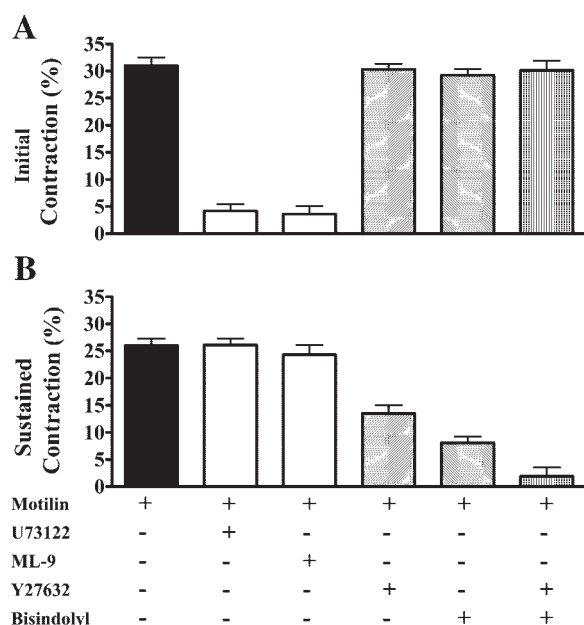 A
35
30
25
20
15
10
5
0
Initial
Contraction (%)
B
35
30
25
20
15
10
5
0
Sustained
Contraction (%)
Motilin + + + + + +
U73122 - + - - - -
ML-9 - - + - - -
Y27632 - - - + - +
Bisindolyl - - - - + +